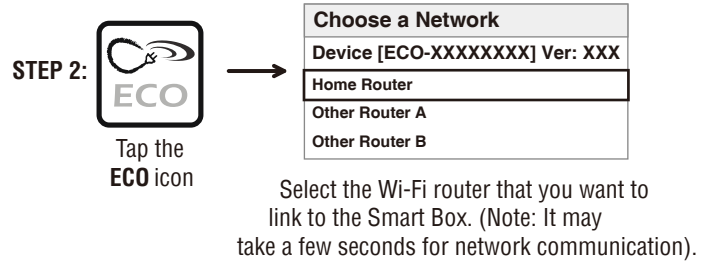 STEP 2:
ECO
Tap the
ECO icon
Choose a Network
Device [ECO-XXXXXXXX] Ver: XXX
Home Router
Other Router A
Other Router B
Select the Wi-Fi router that you want to
link to the Smart Box. (Note: It may
take a few seconds for network communication).